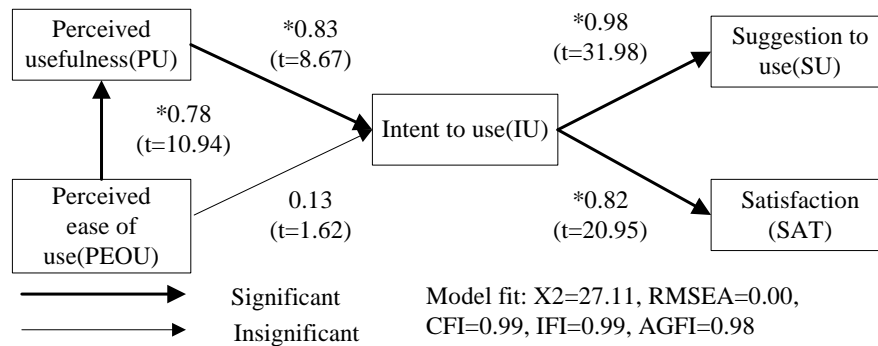 Perceived
usefulness(PU)
*0.83
(t=8.67)
*0.98
(t=31.98)
Suggestion to
use(SU)
*0.78
(t=10.94)
Intent to use(IU)
Perceived
ease of
use(PEOU)
0.13
(t=1.62)
*0.82
(t=20.95)
Satisfaction
(SAT)
Significant
Insignificant
Model fit: X2=27.11, RMSEA=0.00,
CFI=0.99, IFI=0.99, AGFI=0.98